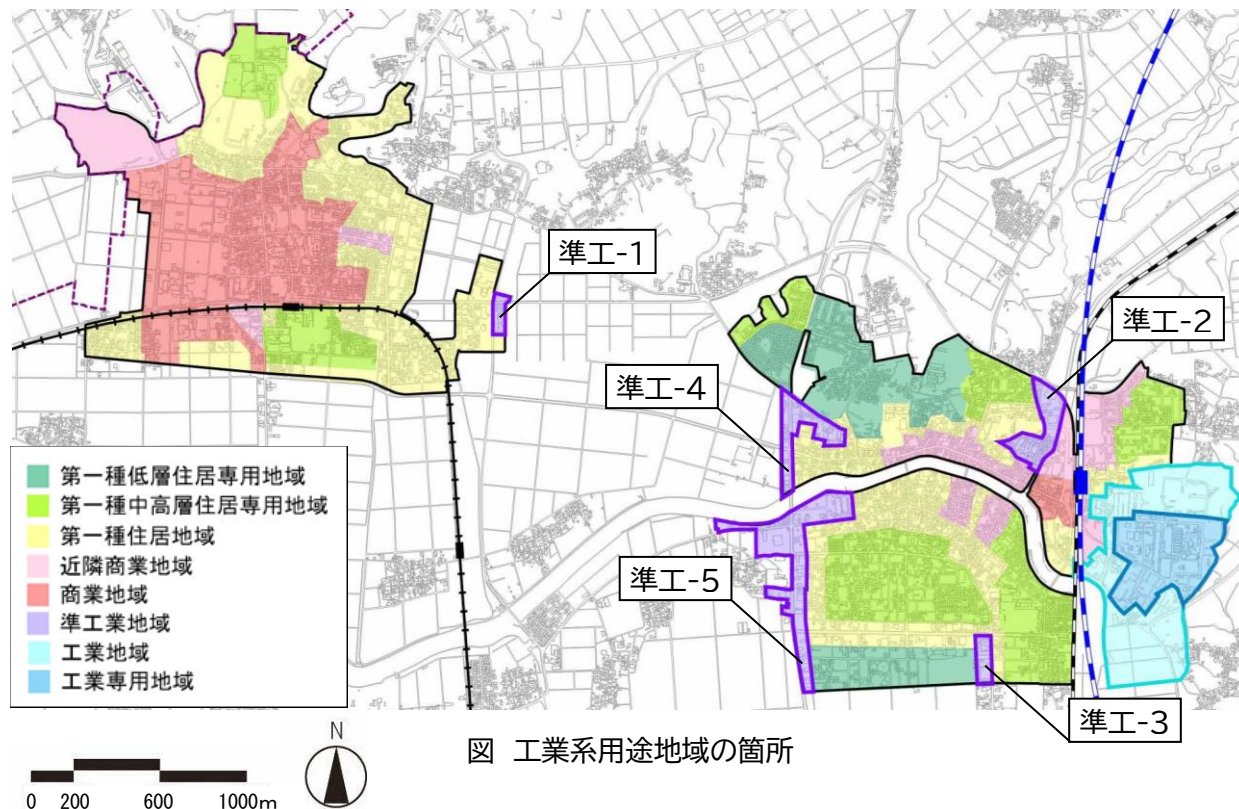 準工-1
準工-2
準工-4
準工-5
準工-3
第一種低層住居専用地域
第一種中高層住居専用地域
第一種住居地域
近隣商業地域
商業地域
準工業地域
工業地域
工業専用地域
N
図 工業系用途地域の箇所
0 200 600 1000m